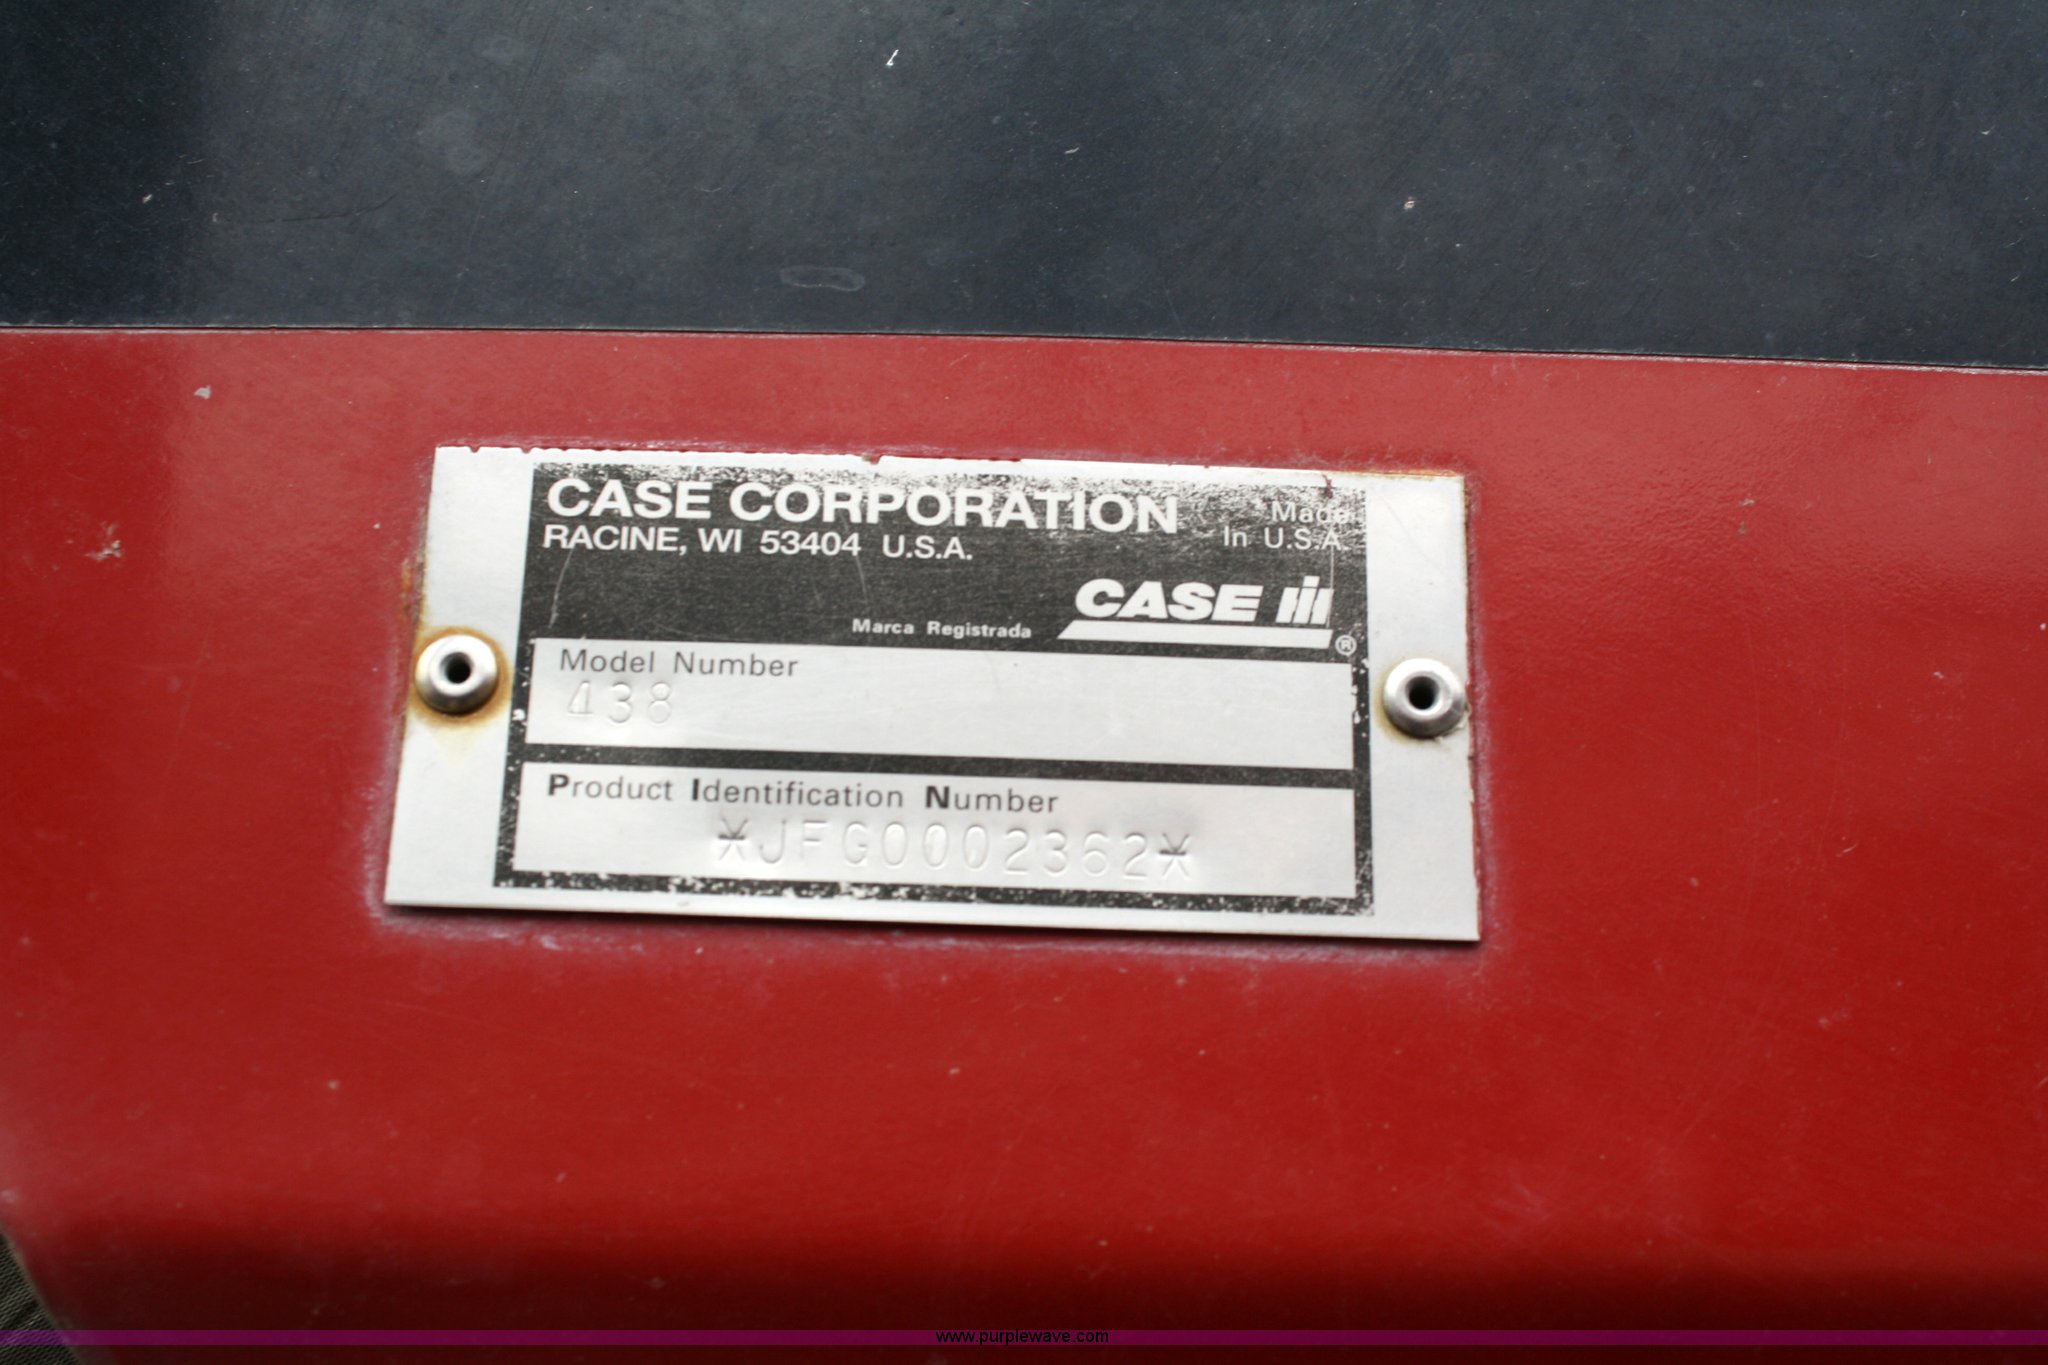 CASE CORPORATION
RACINE, WI 53404 U.S.A.
Made
In U.S.A.
CASE IH
Marca Registrada ®
Model Number
438
Product Identification Number
*JFG0002362*
www.purplewave.com